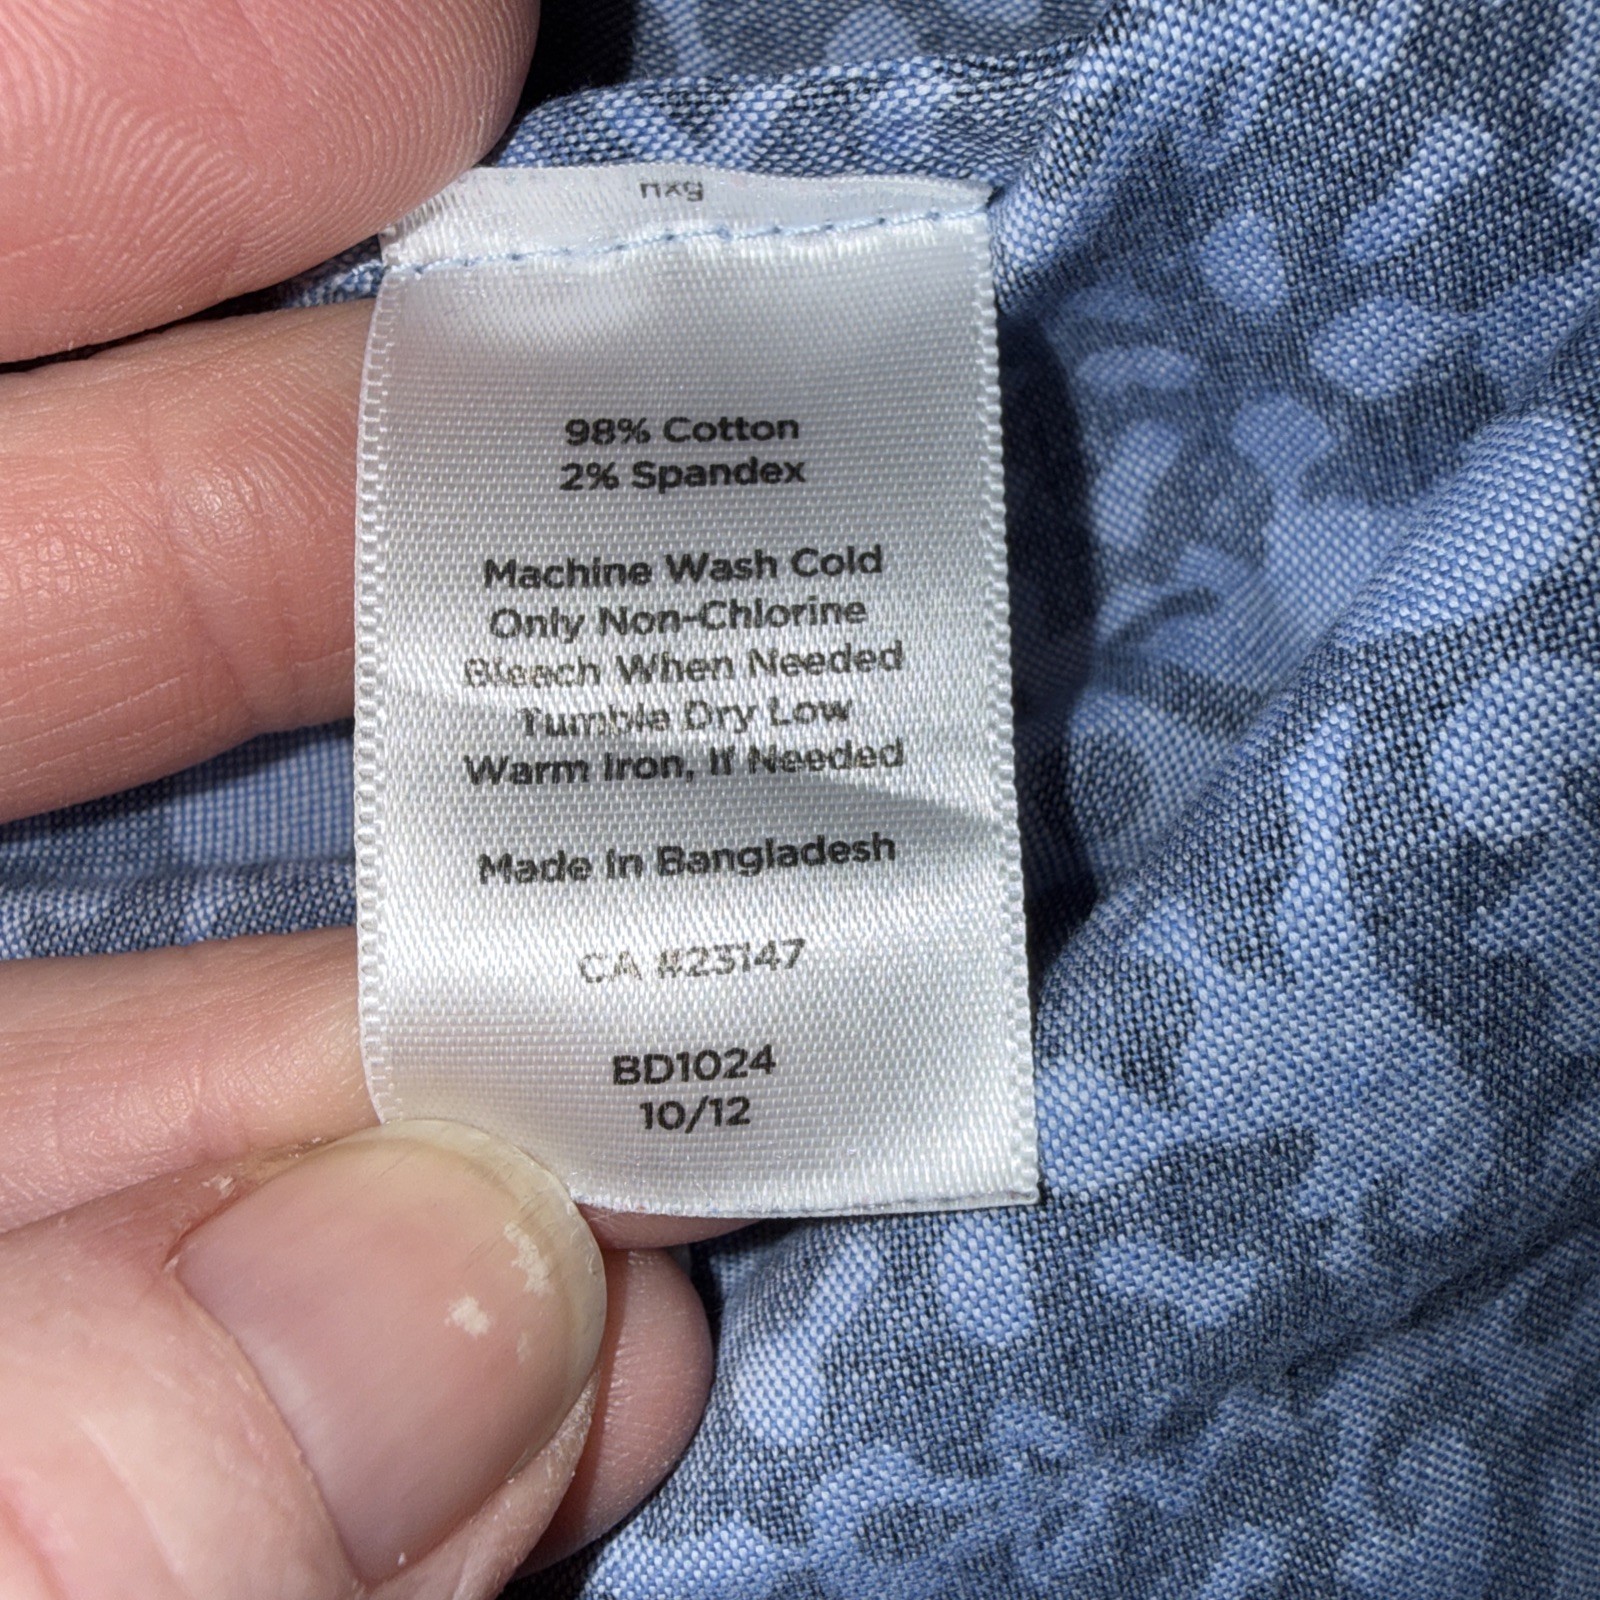 98% Cotton
2% Spandex
Machine Wash Cold
Only Non-Chlorine
Bleach When Needed
Tumble Dry Low
Warm Iron, If Needed
Made In Bangladesh
CA #23147
BD1024
10/12